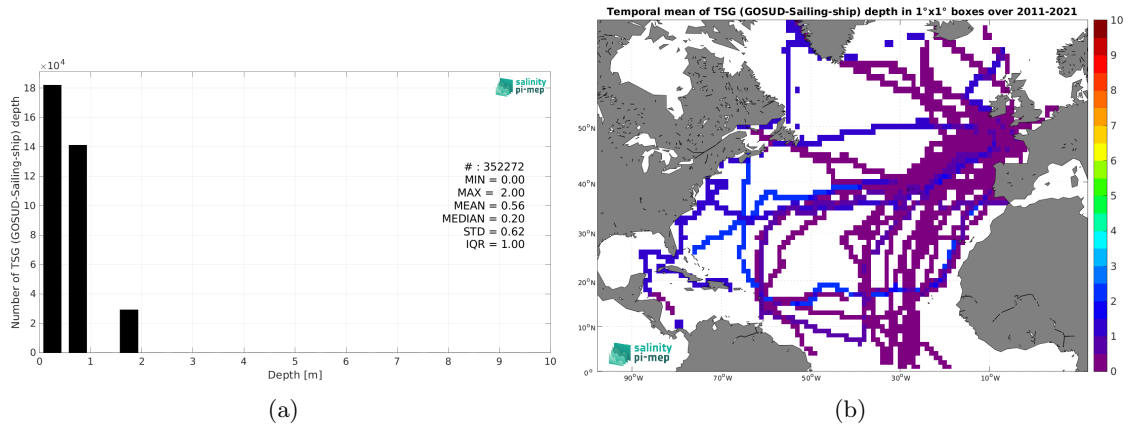 ×10⁴
18
16
14
12
10
8
6
4
2
0
Number of TSG (GOSUD-Sailing-ship) depth
salinity
pi-mep
# : 352272
MIN = 0.00
MAX = 2.00
MEAN = 0.56
MEDIAN = 0.20
STD = 0.62
IQR = 1.00
0 1 2 3 4 5 6 7 8 9 10
Depth [m]
(a)
Temporal mean of TSG (GOSUD-Sailing-ship) depth in 1°x1° boxes over 2011-2021
50°N
40°N
30°N
20°N
10°N
0°
90°W 70°W 50°W 30°W 10°W
salinity
pi-mep
10
9
8
7
6
5
4
3
2
1
0
(b)